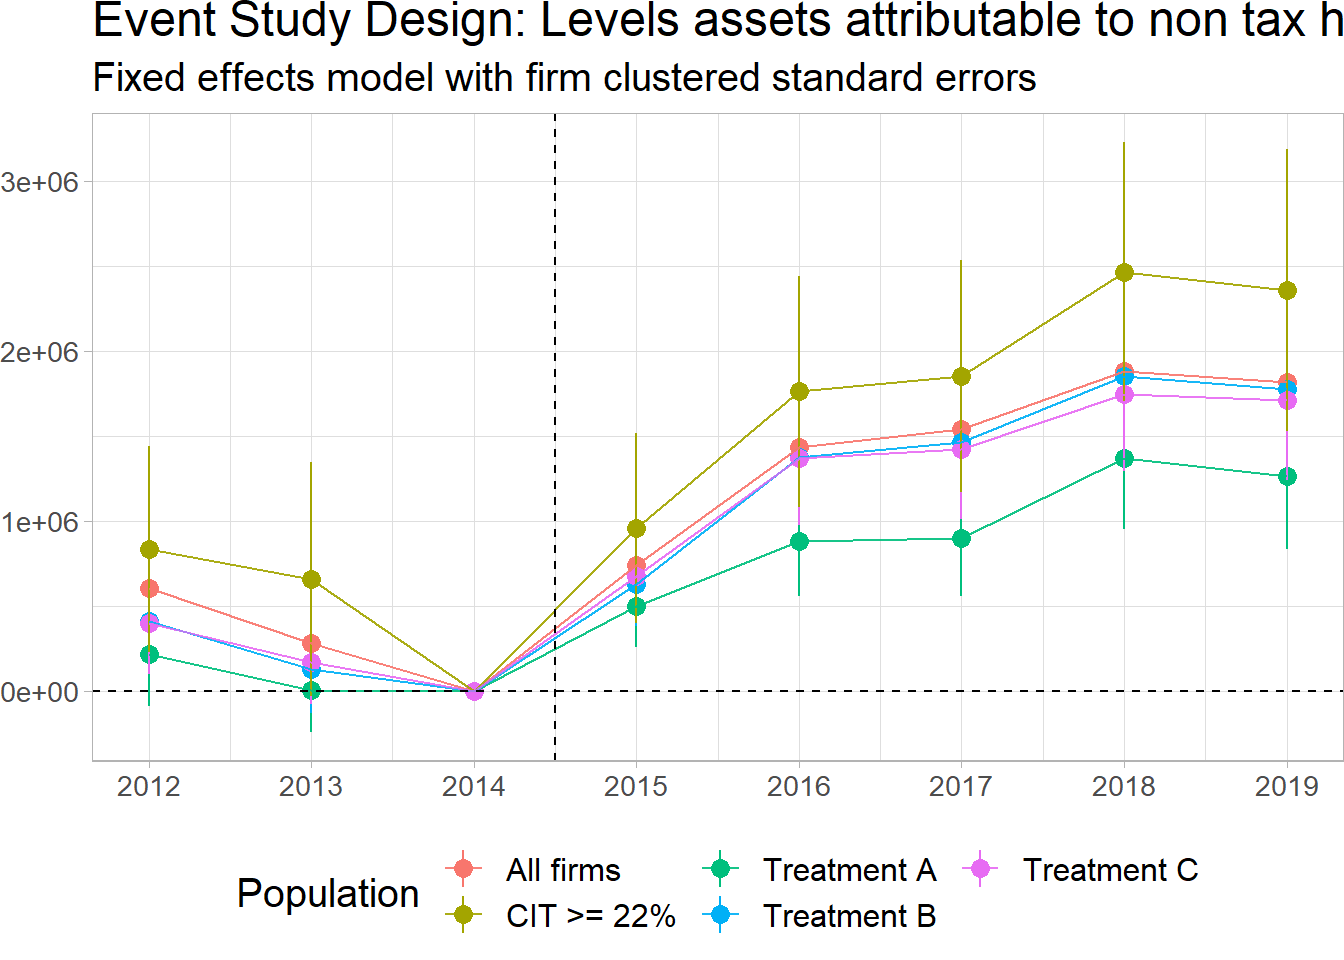 Event Study Design: Levels assets attributable to non tax h
Fixed effects model with firm clustered standard errors
3e+06
2e+06
1e+06
0e+00
2012 2013 2014 2015 2016 2017 2018 2019
Population
All firms Treatment A Treatment C
CIT >= 22% Treatment B